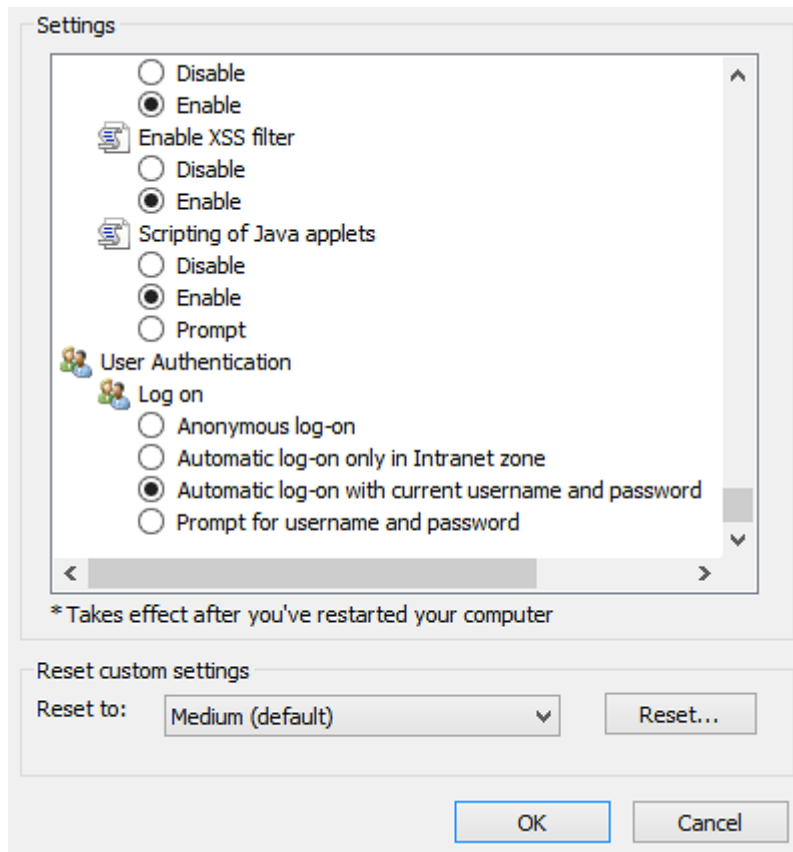 Settings
Disable
Enable
Enable XSS filter
Disable
Enable
Scripting of Java applets
Disable
Enable
Prompt
User Authentication
Log on
Anonymous log-on
Automatic log-on only in Intranet zone
Automatic log-on with current username and password
Prompt for username and password
* Takes effect after you've restarted your computer
Reset custom settings
Reset to: Medium (default) Reset...
OK Cancel